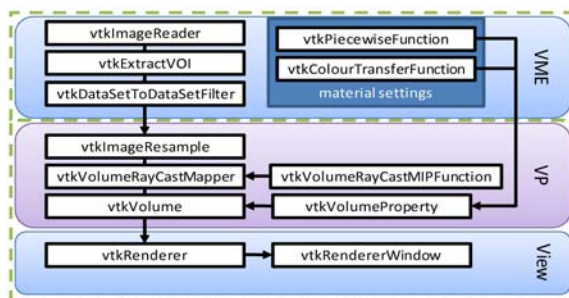 vtkImageReader
vtkExtractVOI
vtkDataSetToDataSetFilter
vtkPiecewiseFunction
vtkColourTransferFunction
material settings
VME
vtkImageResample
vtkVolumeRayCastMapper
vtkVolumeRayCastMIPFunction
vtkVolume
vtkVolumeProperty
VP
vtkRenderer
vtkRendererWindow
View